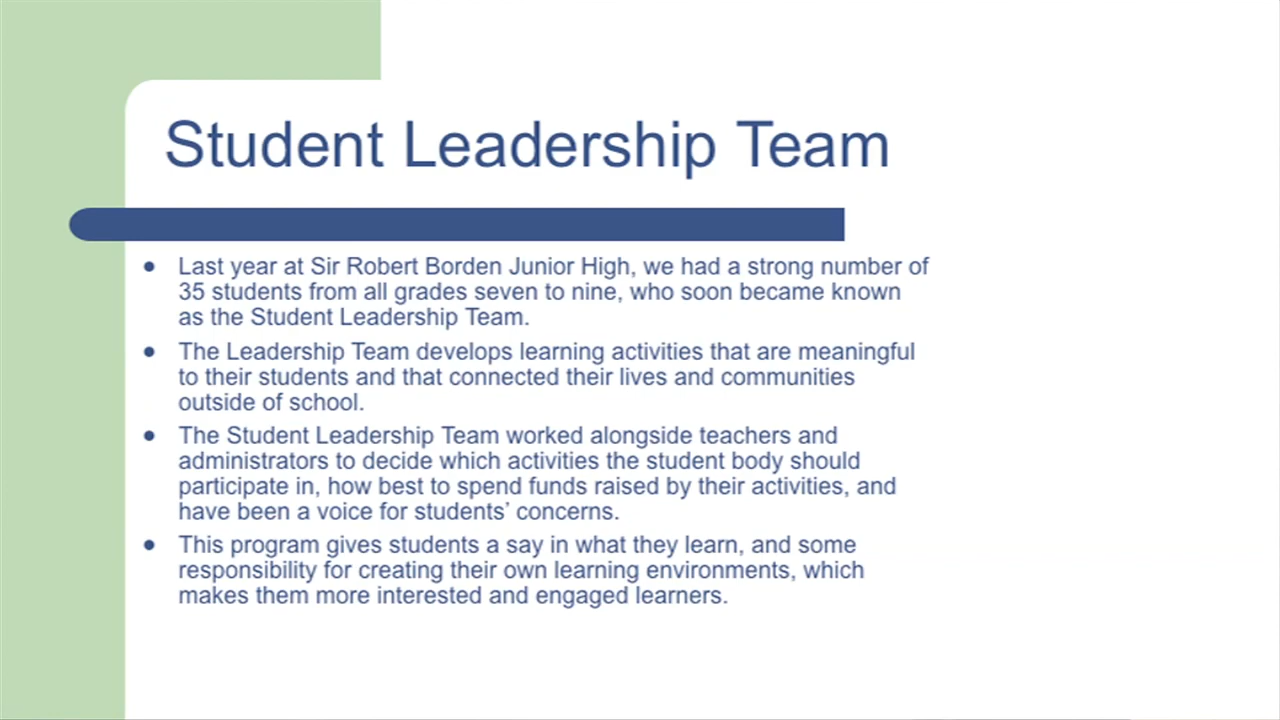 Student Leadership Team
• Last year at Sir Robert Borden Junior High, we had a strong number of
35 students from all grades seven to nine, who soon became known
as the Student Leadership Team.
• The Leadership Team develops learning activities that are meaningful
to their students and that connected their lives and communities
outside of school.
• The Student Leadership Team worked alongside teachers and
administrators to decide which activities the student body should
participate in, how best to spend funds raised by their activities, and
have been a voice for students’ concerns.
• This program gives students a say in what they learn, and some
responsibility for creating their own learning environments, which
makes them more interested and engaged learners.